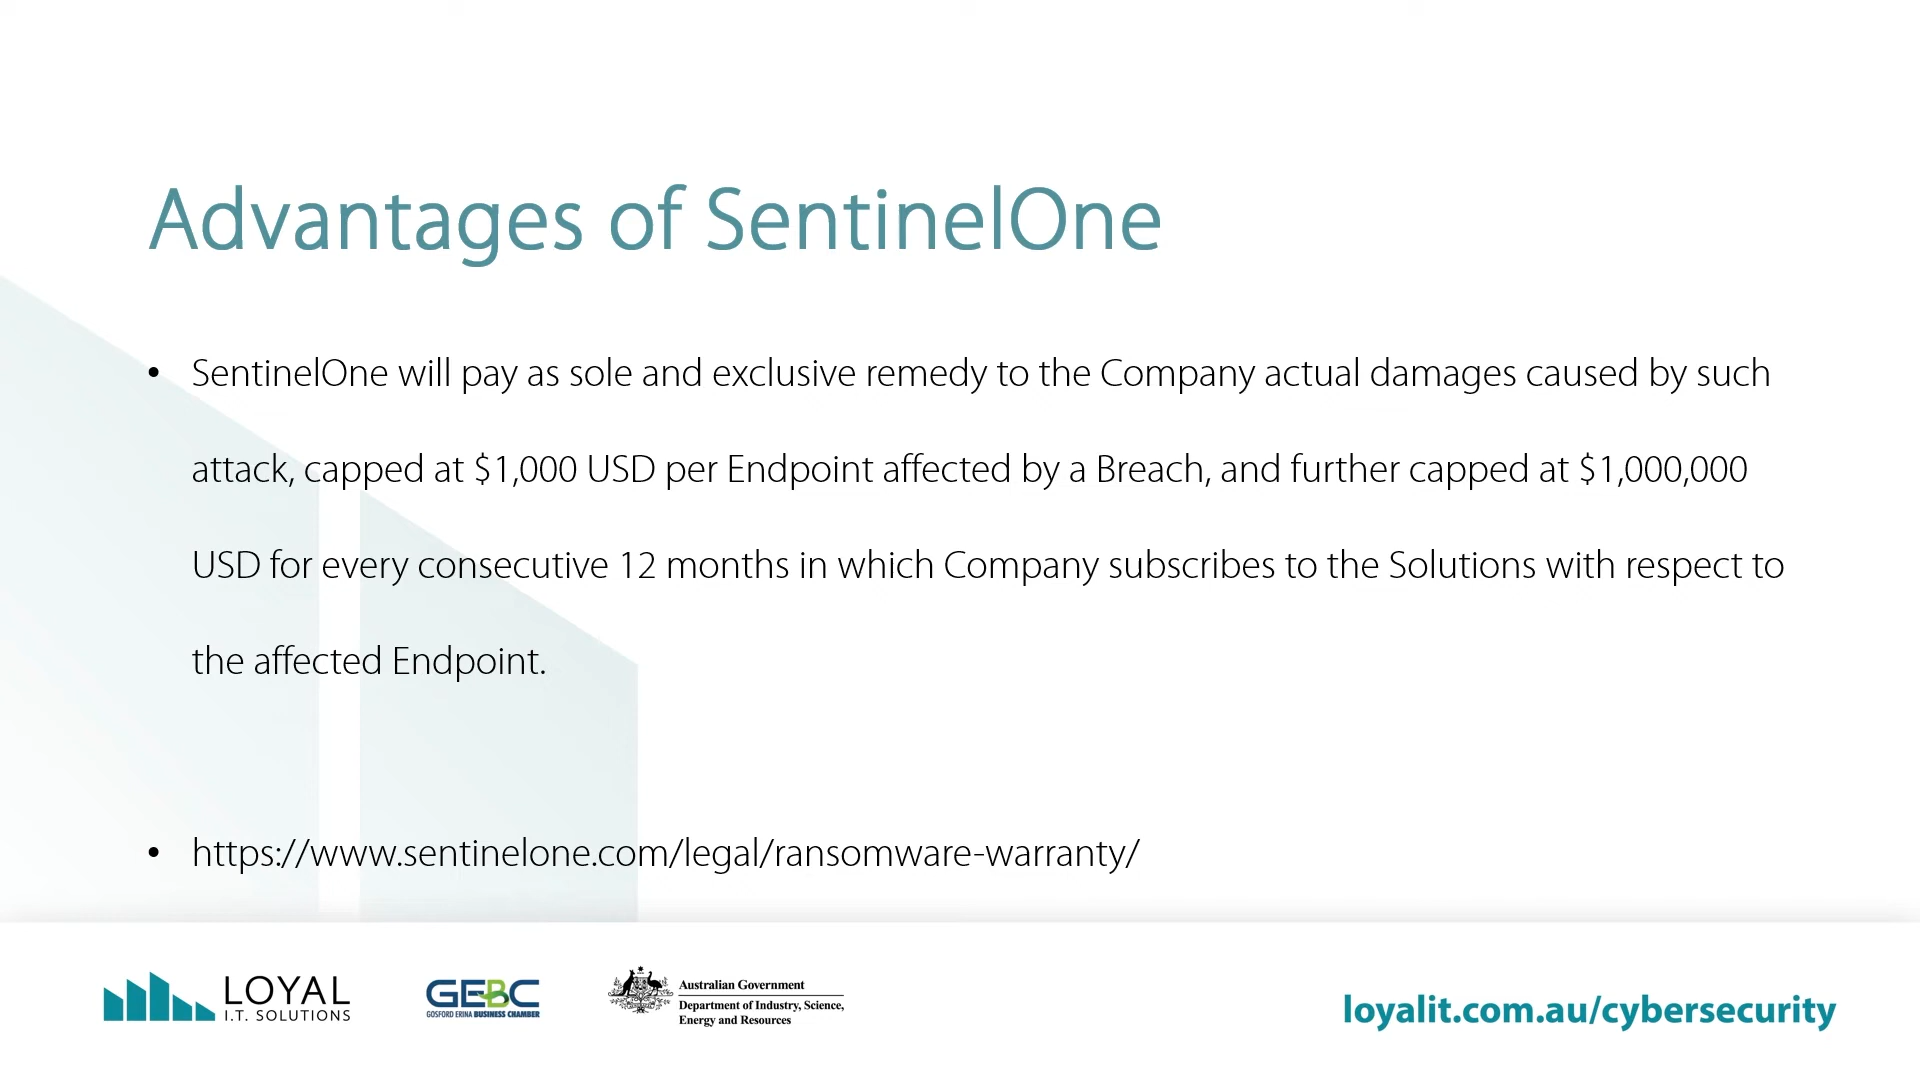 Advantages of SentinelOne
• SentinelOne will pay as sole and exclusive remedy to the Company actual damages caused by such
attack, capped at $1,000 USD per Endpoint affected by a Breach, and further capped at $1,000,000
USD for every consecutive 12 months in which Company subscribes to the Solutions with respect to
the affected Endpoint.
• https://www.sentinelone.com/legal/ransomware-warranty/
LOYAL
I.T. SOLUTIONS
GEBC
GOSFORD ERINA BUSINESS CHAMBER
Australian Government
Department of Industry, Science,
Energy and Resources
loyalit.com.au/cybersecurity